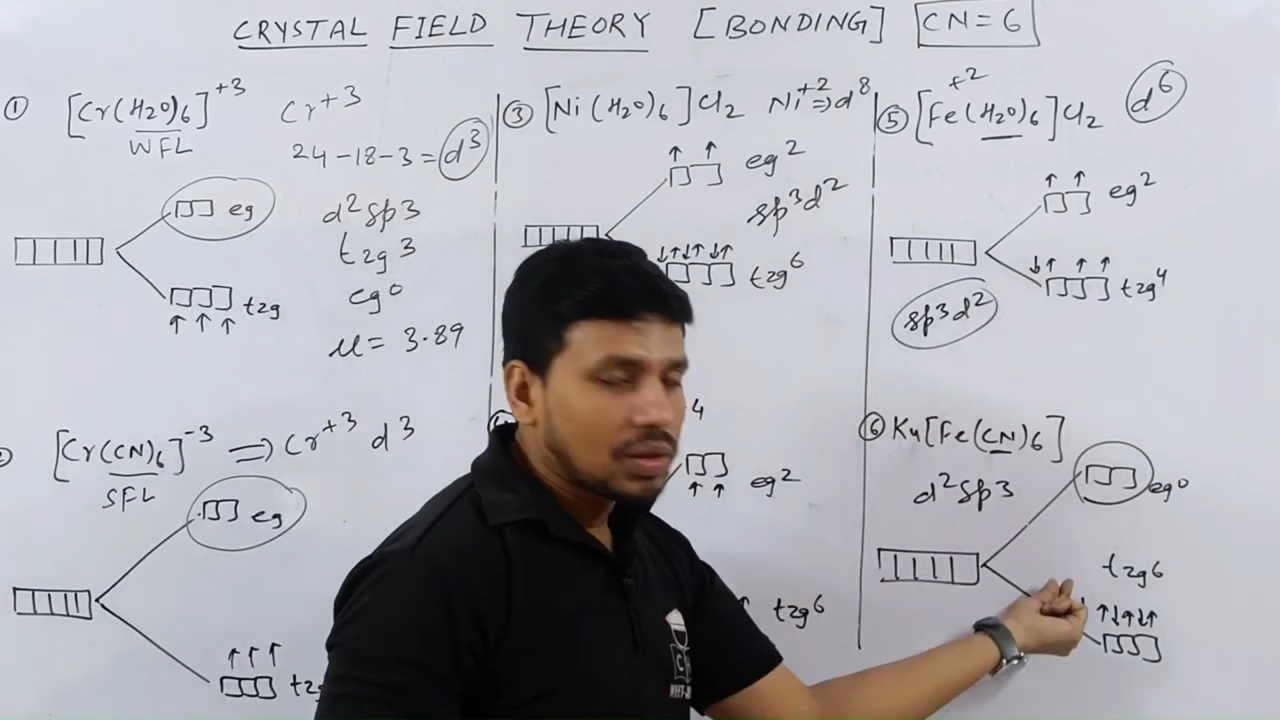 CRYSTAL FIELD THEORY [BONDING] CN=6
① [Cr(H2O)6]+3 Cr+3
WFL
24-18-3=d3
eg
d2sp3
t2g3
eg0
t2g
μ= 3.89
[Cr(CN)6]-3 ⇒ Cr+3 d3
SFL
eg
↑↑↑
③ [Ni(H2O)6]Cl2 Ni+2⇒d8
↑ ↑
eg2
sp3d2
↓↑↓↑↓↑
t2g6
4
eg2
↑ ↑
t2g6
+2
⑤ [Fe(H2O)6]Cl2 d6
↑ ↑
eg2
↓↑ ↑ ↑
t2g4
sp3d2
⑥ K4[Fe(CN)6]
d2sp3
eg0
t2g6
↑↓↑↓↑